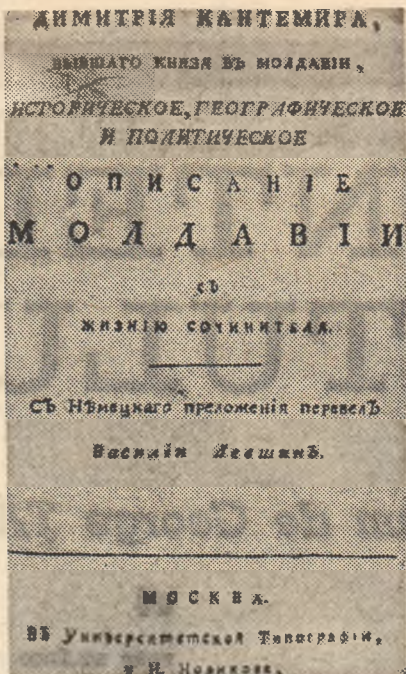 ДИМИТРІЯ КАНТЕМИРА,
БЫВШАГО КНЯЗЯ ВЪ МОЛДАВІИ,
ИСТОРИЧЕСКОЕ, ГЕОГРАФИЧЕСКОЕ
И ПОЛИТИЧЕСКОЕ
ОПИСАНІЕ
МОЛДАВІИ
съ
ЖИЗНІЮ СОЧИНИТЕЛЯ.
Съ Нѣмецкаго преложенія перевелъ
Василій Левшинъ.
МОСКВА.
Въ Университетской Типографіи,
у Н. Новикова,